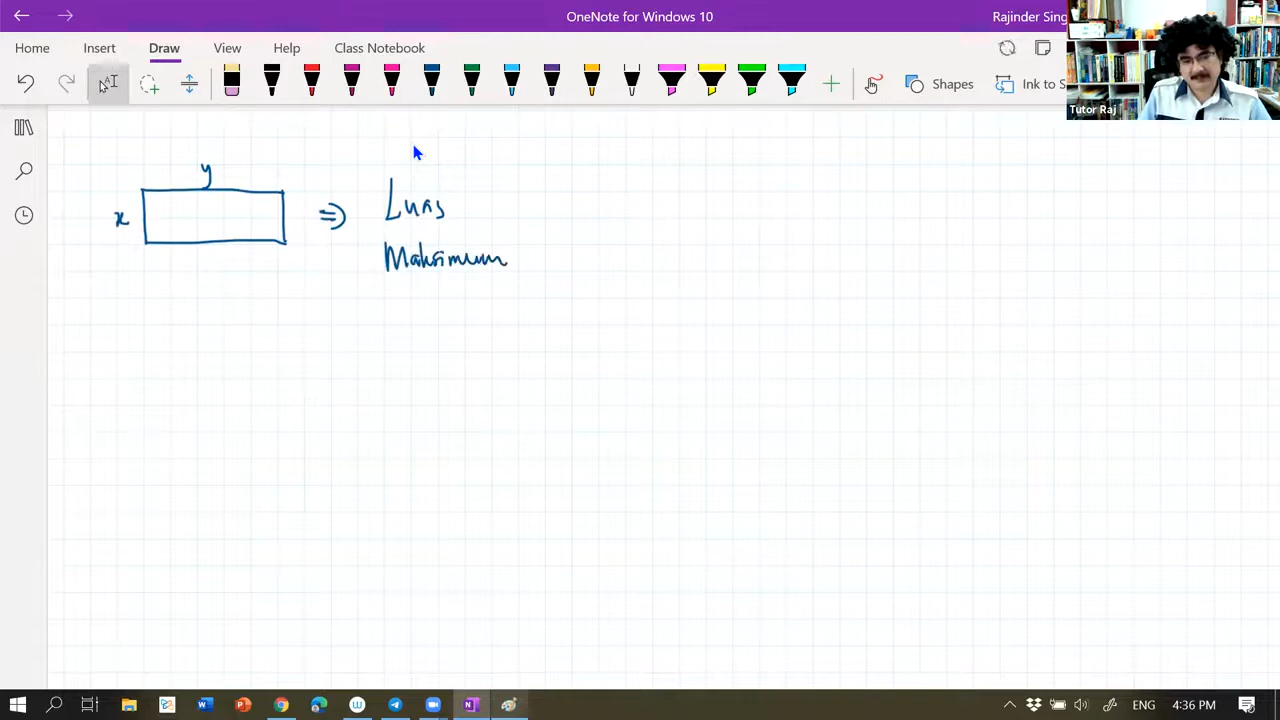 OneNote for Windows 10
Rajinder Sing
Home Insert Draw View Help Class Notebook
Shapes
Ink to S
Tutor Raj
y
x ⇒ Luas
Maksimum
ENG 4:36 PM